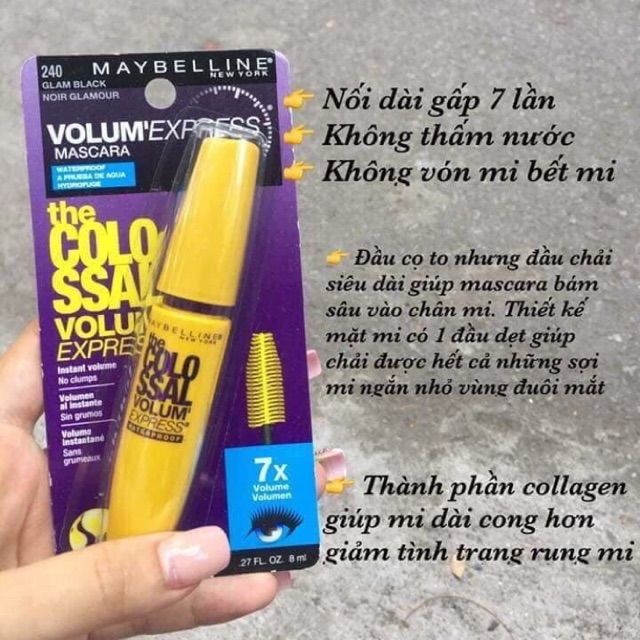 240
MAYBELLINE
NEW YORK
GLAM BLACK
NOIR GLAMOUR
VOLUM'EXPRESS
MASCARA
WATERPROOF
A PRUEBA DE AGUA
HYDROFUGE
the
COLO
SSAL
VOLUM'
EXPRESS
Instant volume
No clumps
Volumen
al instante
Sin grumos
Volume
instantané
Sans
grumeaux
MAYBELLINE
NEW YORK
the
COLO
SSAL
VOLUM'
EXPRESS
WATERPROOF
7x
Volume
Volumen
.27 FL. OZ. 8 ml
👉 Nối dài gấp 7 lần
👉 Không thấm nước
👉 Không vón mi bết mi
👉 Đầu cọ to nhưng đầu chải
siêu dài giúp mascara bám
sâu vào chân mi. Thiết kế
mặt mi có 1 đầu dẹt giúp
chải được hết cả những sợi
mi ngắn nhỏ vùng đuôi mắt
👉 Thành phần collagen
giúp mi dài cong hơn
giảm tình trang rung mi